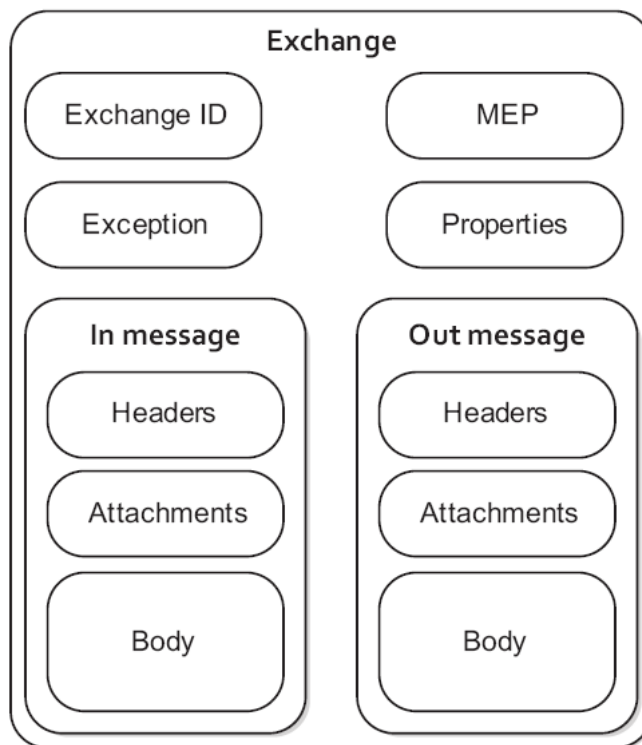 Exchange
Exchange ID
MEP
Exception
Properties
In message
Headers
Attachments
Body
Out message
Headers
Attachments
Body